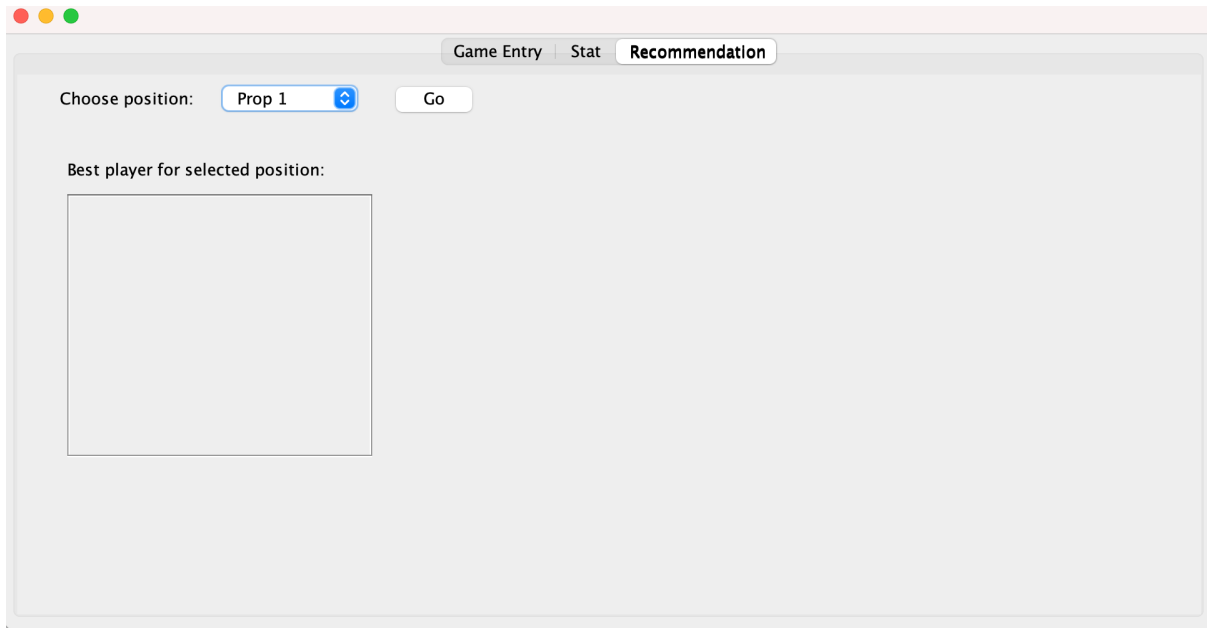 Game Entry Stat Recommendation
Choose position: Prop 1 Go
Best player for selected position: